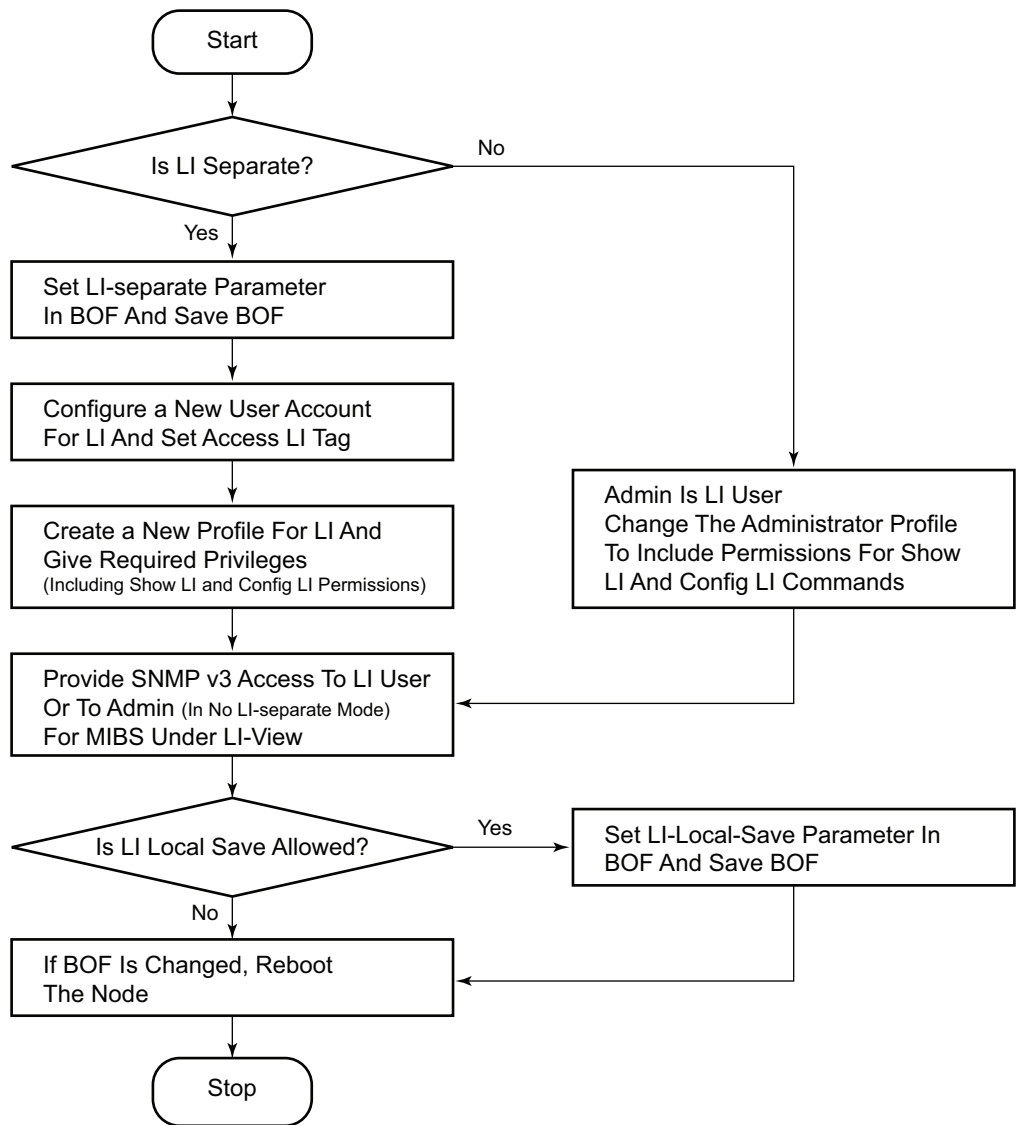 Start
Is LI Separate?
No
Yes
Set LI-separate Parameter
In BOF And Save BOF
Configure a New User Account
For LI And Set Access LI Tag
Create a New Profile For LI And
Give Required Privileges
(Including Show LI and Config LI Permissions)
Admin Is LI User
Change The Administrator Profile
To Include Permissions For Show
LI And Config LI Commands
Provide SNMP v3 Access To LI User
Or To Admin (In No LI-separate Mode)
For MIBS Under LI-View
Is LI Local Save Allowed?
Yes
Set LI-Local-Save Parameter In
BOF And Save BOF
No
If BOF Is Changed, Reboot
The Node
Stop